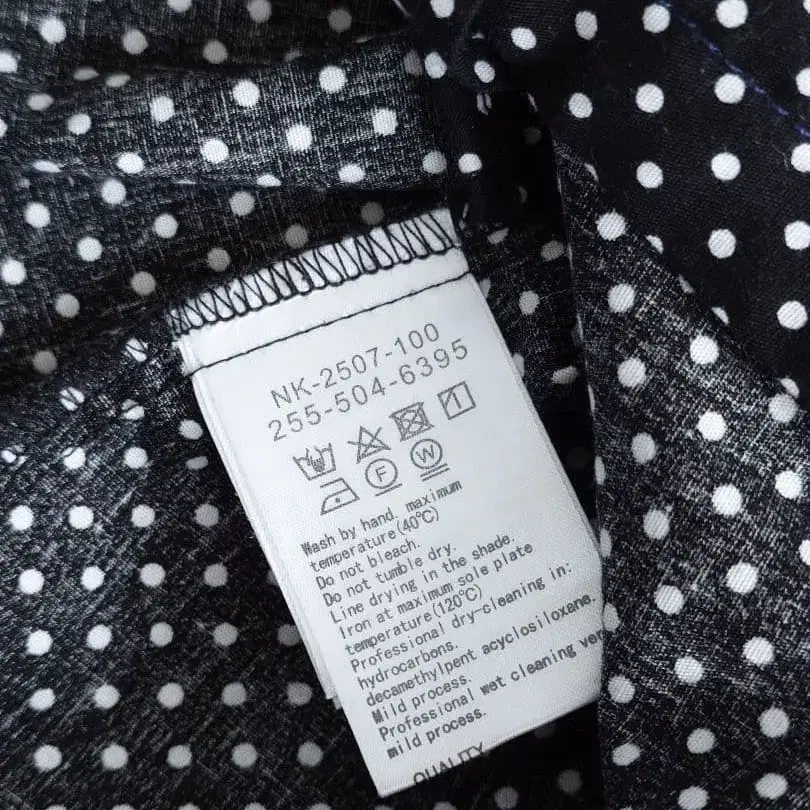 NK-2507-100
255-504-6395
F W
Wash by hand. maximum
temperature(40℃)
Do not bleach.
Do not tumble dry.
Line drying in the shade.
Iron at maximum sole plate
temperature(120℃)
Professional dry-cleaning in:
hydrocarbons.
decamethylpent acyclosiloxane.
Mild process.
Professional wet cleaning ver
mild process.
QUALITY